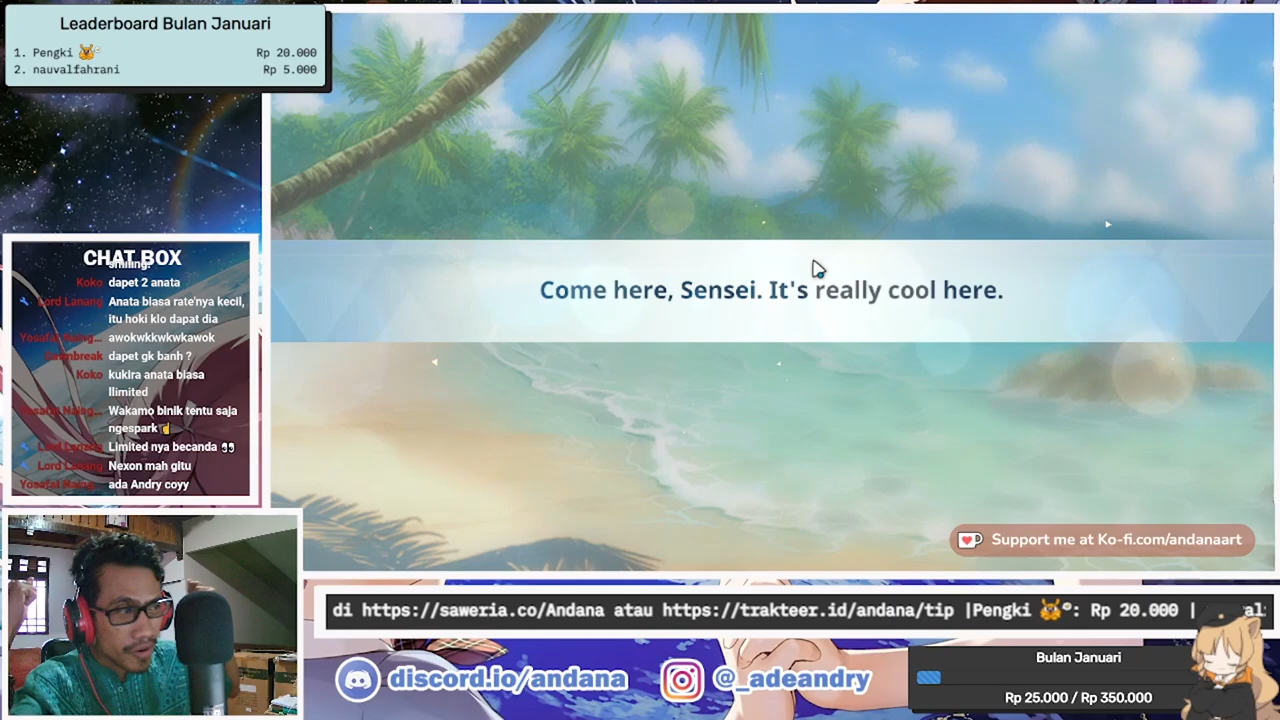 Leaderboard Bulan Januari
1. Pengki Rp 20.000
2. nauvalfahrani Rp 5.000
CHAT BOX
smiling.
Koko dapet 2 anata
Lord Lanang Anata biasa rate'nya kecil,
itu hoki klo dapat dia
awokwkkwkwkawok
dapet gk banh ?
Koko kukira anata biasa
llimited
Wakamo binik tentu saja
ngespark
Limited nya becanda
Lord Lanang Nexon mah gitu
ada Andry coyy
Come here, Sensei. It's really cool here.
Support me at Ko-fi.com/andanaart
di https://saweria.co/Andana atau https://trakteer.id/andana/tip |Pengki : Rp 20.000 |
discord.io/andana
@_adeandry
Bulan Januari
Rp 25.000 / Rp 350.000